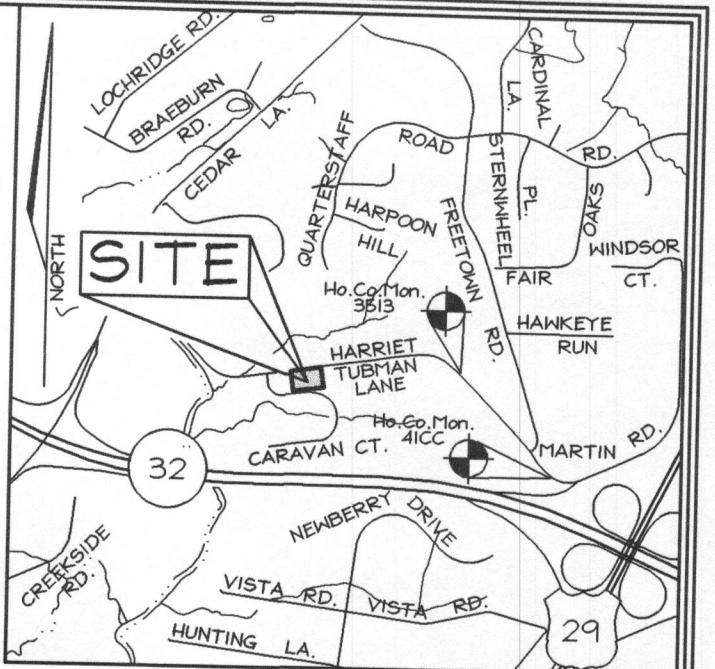 LOCHRIDGE RD.
BRAEBURN
RD.
CEDAR LA.
QUARTERSTAFF
ROAD
CARDINAL
LA.
RD.
STERNWHEEL
PL.
OAKS
FAIR
WINDSOR
CT.
HARPOON
HILL
FREETOWN
RD.
NORTH
SITE
Ho.Co.Mon.
3513
HAWKEYE
RUN
HARRIET
TUBMAN
LANE
Ho.Co.Mon.
41CC
CARAVAN CT.
MARTIN RD.
32
NEWBERRY DRIVE
CREEKSIDE
RD.
VISTA RD.
VISTA RD.
HUNTING LA.
29